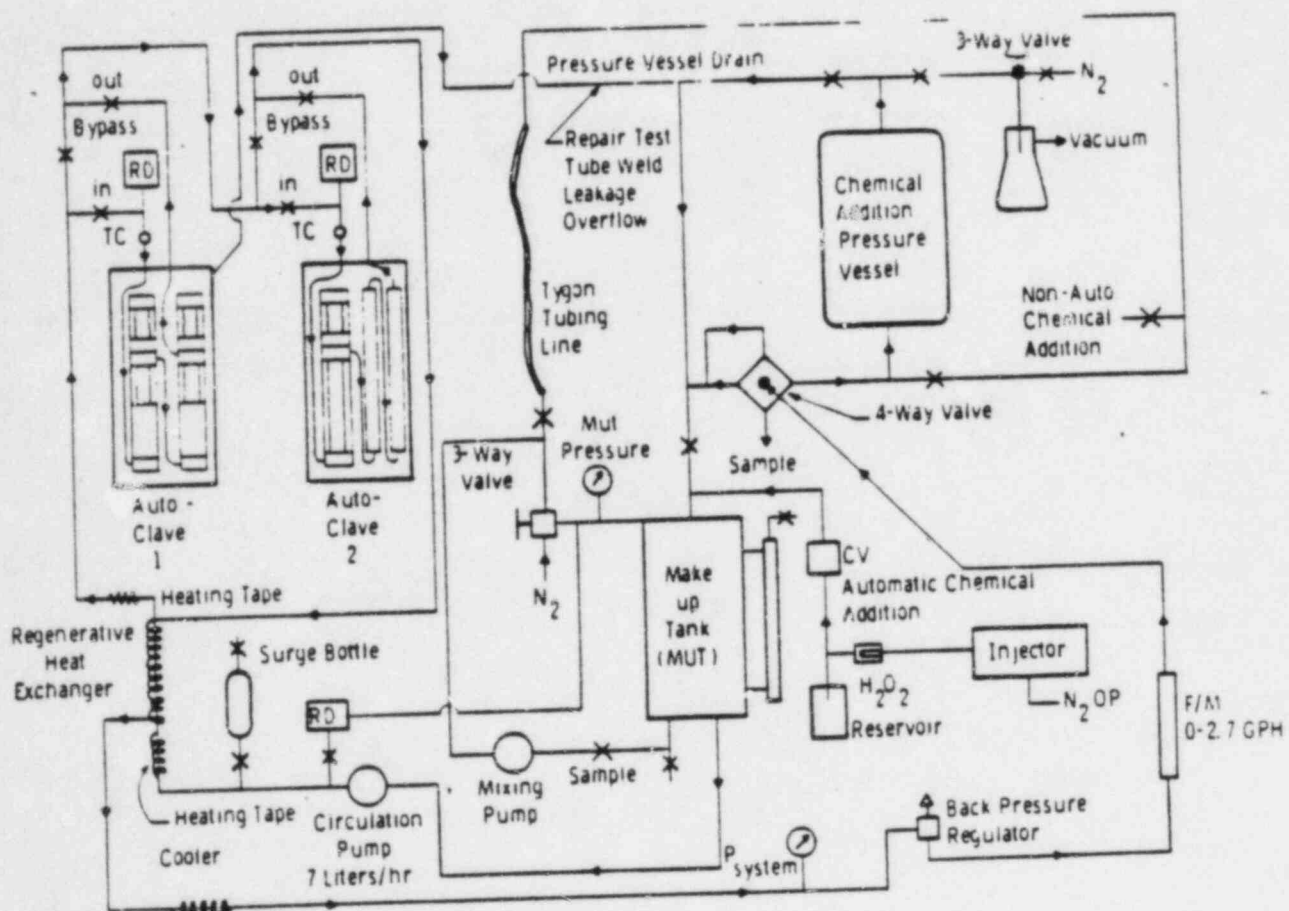 3-Way Valve
N2
Vacuum
out
Bypass
RD
in
TC
out
Bypass
RD
in
TC
Pressure Vessel Drain
Repair Test
Tube Weld
Leakage
Overflow
Chemical
Addition
Pressure
Vessel
Tygon
Tubing
Line
Non-Auto
Chemical
Addition
4-Way Valve
Sample
3-Way
Valve
Mut
Pressure
N2
Auto-
Clave
1
Auto-
Clave
2
Make
up
Tank
(MUT)
CV
Automatic Chemical
Addition
Heating Tape
Regenerative
Heat
Exchanger
Surge Bottle
RD
H2O2
Injector
N2OP
Reservoir
F/M
0-2.7 GPH
Mixing
Pump
Sample
Heating Tape
Cooler
Circulation
Pump
7 Liters/hr
Psystem
Back Pressure
Regulator